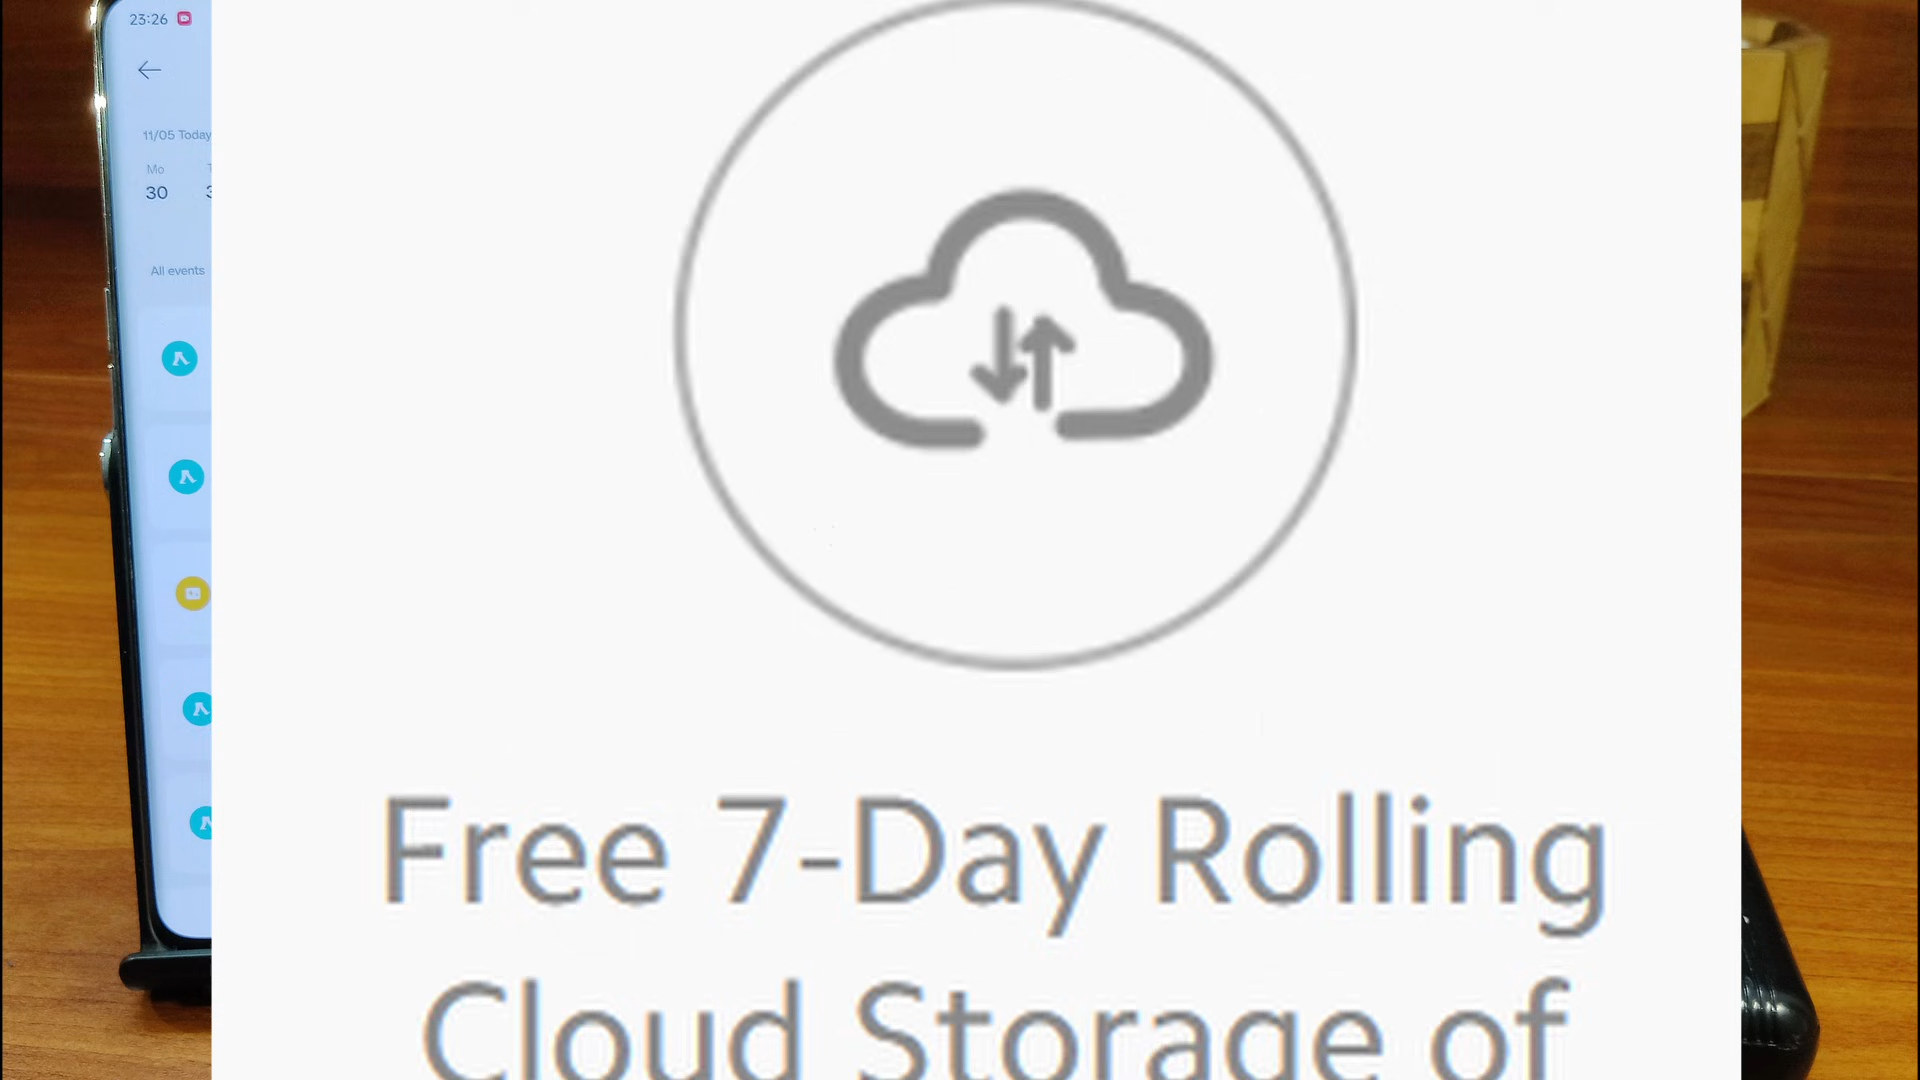 23:26
11/05 Today
Mo
30
All events
Free 7-Day Rolling
Cloud Storage of